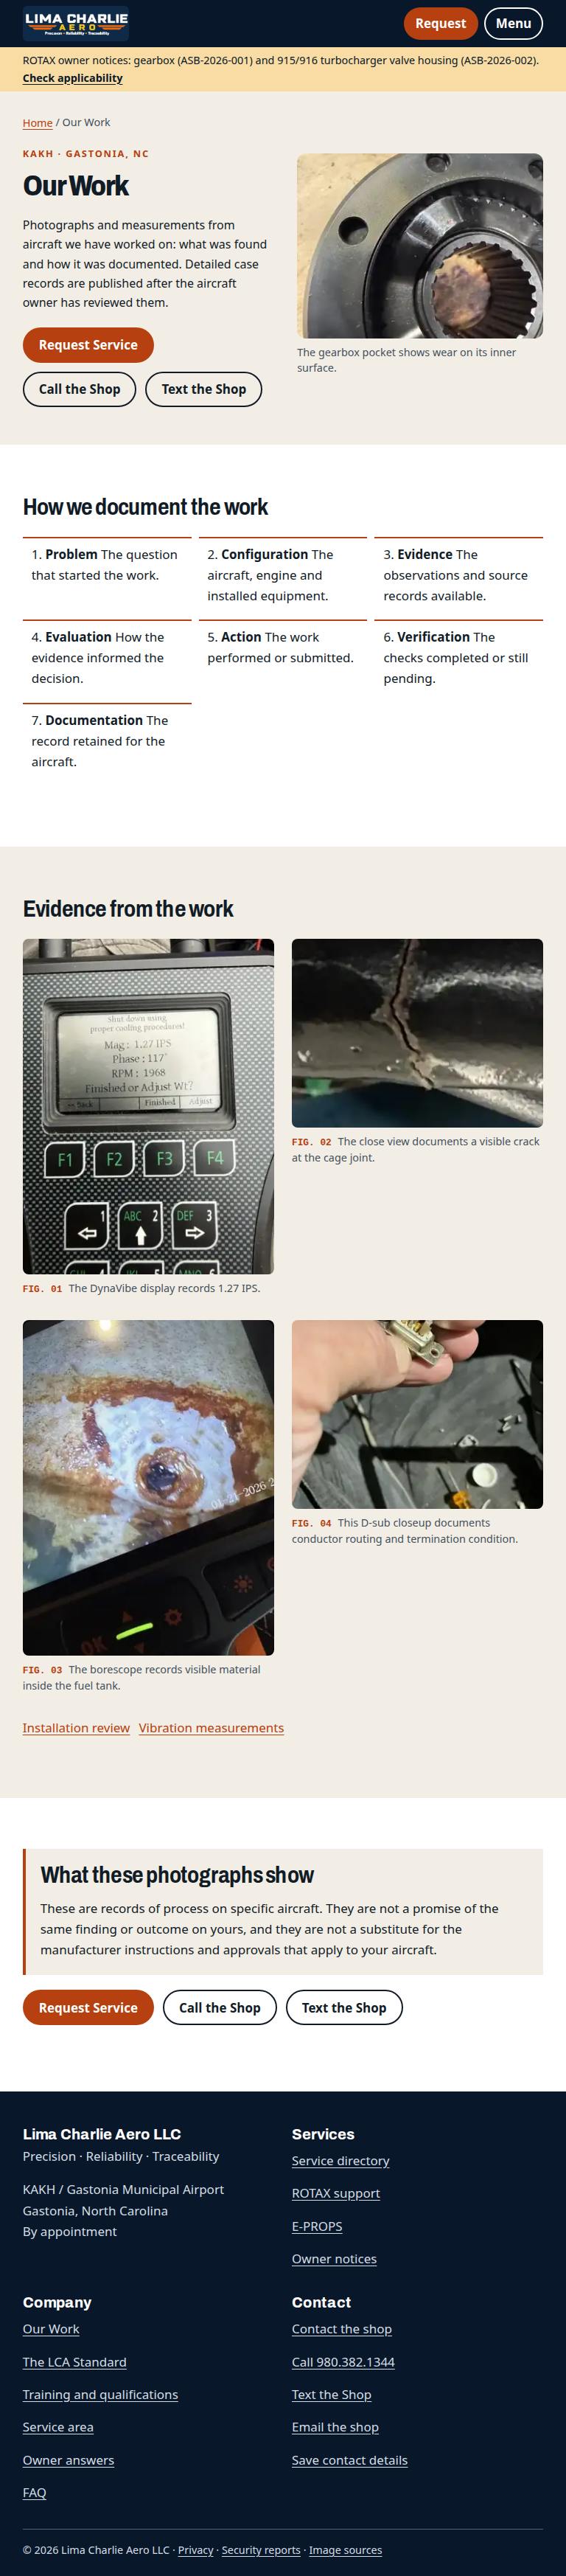 LIMA CHARLIE
AERO
Precision · Reliability · Traceability
Request
Menu
ROTAX owner notices: gearbox (ASB-2026-001) and 915/916 turbocharger valve housing (ASB-2026-002).
Check applicability
Home / Our Work
KAKH · GASTONIA, NC
Our Work
Photographs and measurements from
aircraft we have worked on: what was found
and how it was documented. Detailed case
records are published after the aircraft
owner has reviewed them.
Request Service
Call the Shop
Text the Shop
The gearbox pocket shows wear on its inner
surface.
How we document the work
1. Problem The question
that started the work.
2. Configuration The
aircraft, engine and
installed equipment.
3. Evidence The
observations and source
records available.
4. Evaluation How the
evidence informed the
decision.
5. Action The work
performed or submitted.
6. Verification The
checks completed or still
pending.
7. Documentation The
record retained for the
aircraft.
Evidence from the work
Shut down using
proper cooling procedures!
Mag: 1.27 IPS
Phase: 117°
RPM: 1968
Finished or Adjust Wt?
<< Back
Finished
Adjust
F1 F2 F3 F4
1 ABC 2 DEF 3
FIG. 01 The DynaVibe display records 1.27 IPS.
FIG. 02 The close view documents a visible crack
at the cage joint.
01-21-2026 2
OK
FIG. 03 The borescope records visible material
inside the fuel tank.
FIG. 04 This D-sub closeup documents
conductor routing and termination condition.
Installation review Vibration measurements
What these photographs show
These are records of process on specific aircraft. They are not a promise of the
same finding or outcome on yours, and they are not a substitute for the
manufacturer instructions and approvals that apply to your aircraft.
Request Service
Call the Shop
Text the Shop
Lima Charlie Aero LLC
Precision · Reliability · Traceability
KAKH / Gastonia Municipal Airport
Gastonia, North Carolina
By appointment
Services
Service directory
ROTAX support
E-PROPS
Owner notices
Company
Our Work
The LCA Standard
Training and qualifications
Service area
Owner answers
FAQ
Contact
Contact the shop
Call 980.382.1344
Text the Shop
Email the shop
Save contact details
© 2026 Lima Charlie Aero LLC · Privacy · Security reports · Image sources